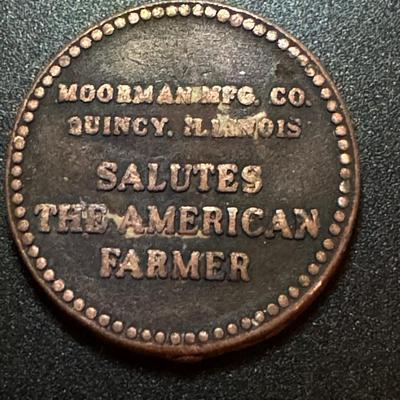 MOORMAN MFG. CO.
QUINCY, ILLINOIS
SALUTES
THE AMERICAN
FARMER